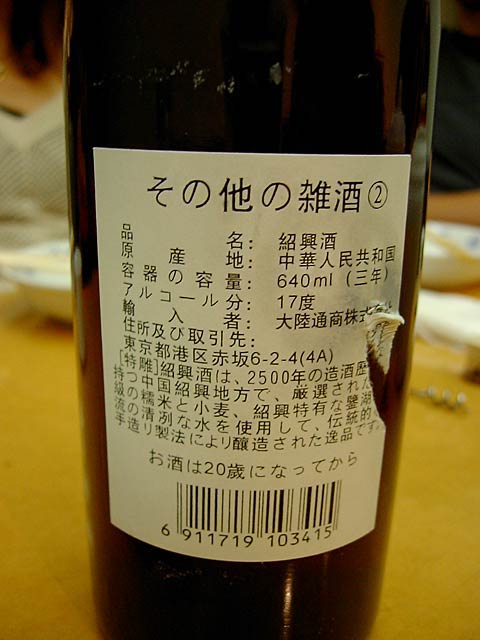 その他の雑酒②
品名: 紹興酒
原産地: 中華人民共和国
容器の容量: 640ml (三年)
アルコール分: 17度
輸入者: 大陸通商株式
住所及び取引先:
東京都港区赤坂6-2-4(4A)
[特雕]紹興酒は、2500年の造酒歴
持つ中国紹興地方で、厳選された
級の糯米と小麦、紹興特有な鑒湖
流の清冽な水を使用して、伝統的
手造り製法により醸造された逸品です。
お酒は20歳になってから
6 911719 103415